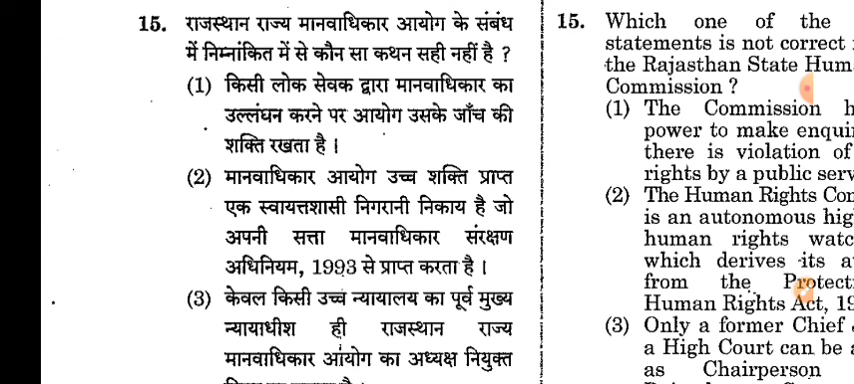 15. राजस्थान राज्य मानवाधिकार आयोग के संबंध
में निम्नांकित में से कौन सा कथन सही नहीं है ?
(1) किसी लोक सेवक द्वारा मानवाधिकार का
उल्लंघन करने पर आयोग उसके जाँच की
शक्ति रखता है ।
(2) मानवाधिकार आयोग उच्च शक्ति प्राप्त
एक स्वायत्तशासी निगरानी निकाय है जो
अपनी सत्ता मानवाधिकार संरक्षण
अधिनियम, 1993 से प्राप्त करता है ।
(3) केवल किसी उच्च न्यायालय का पूर्व मुख्य
न्यायाधीश ही राजस्थान राज्य
मानवाधिकार आयोग का अध्यक्ष नियुक्त
15. Which one of the
statements is not correct
the Rajasthan State Hum
Commission ?
(1) The Commission h
power to make enqui
there is violation of
rights by a public serv
(2) The Human Rights Com
is an autonomous hig
human rights watc
which derives its a
from the Protect
Human Rights Act, 19
(3) Only a former Chief
a High Court can be a
as Chairperson